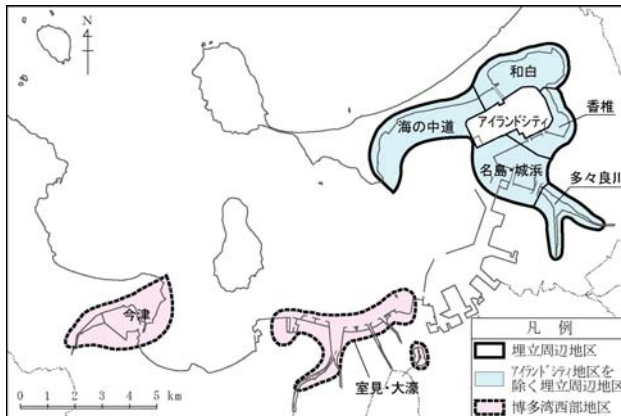 N
4
和白
香椎
アイランドシティ
海の中道
名島・城浜
多々良川
今津
室見・大濠
凡 例
埋立周辺地区
アイランドシティ地区を
除く埋立周辺地区
博多湾西部地区
0 1 2 3 4 5 km